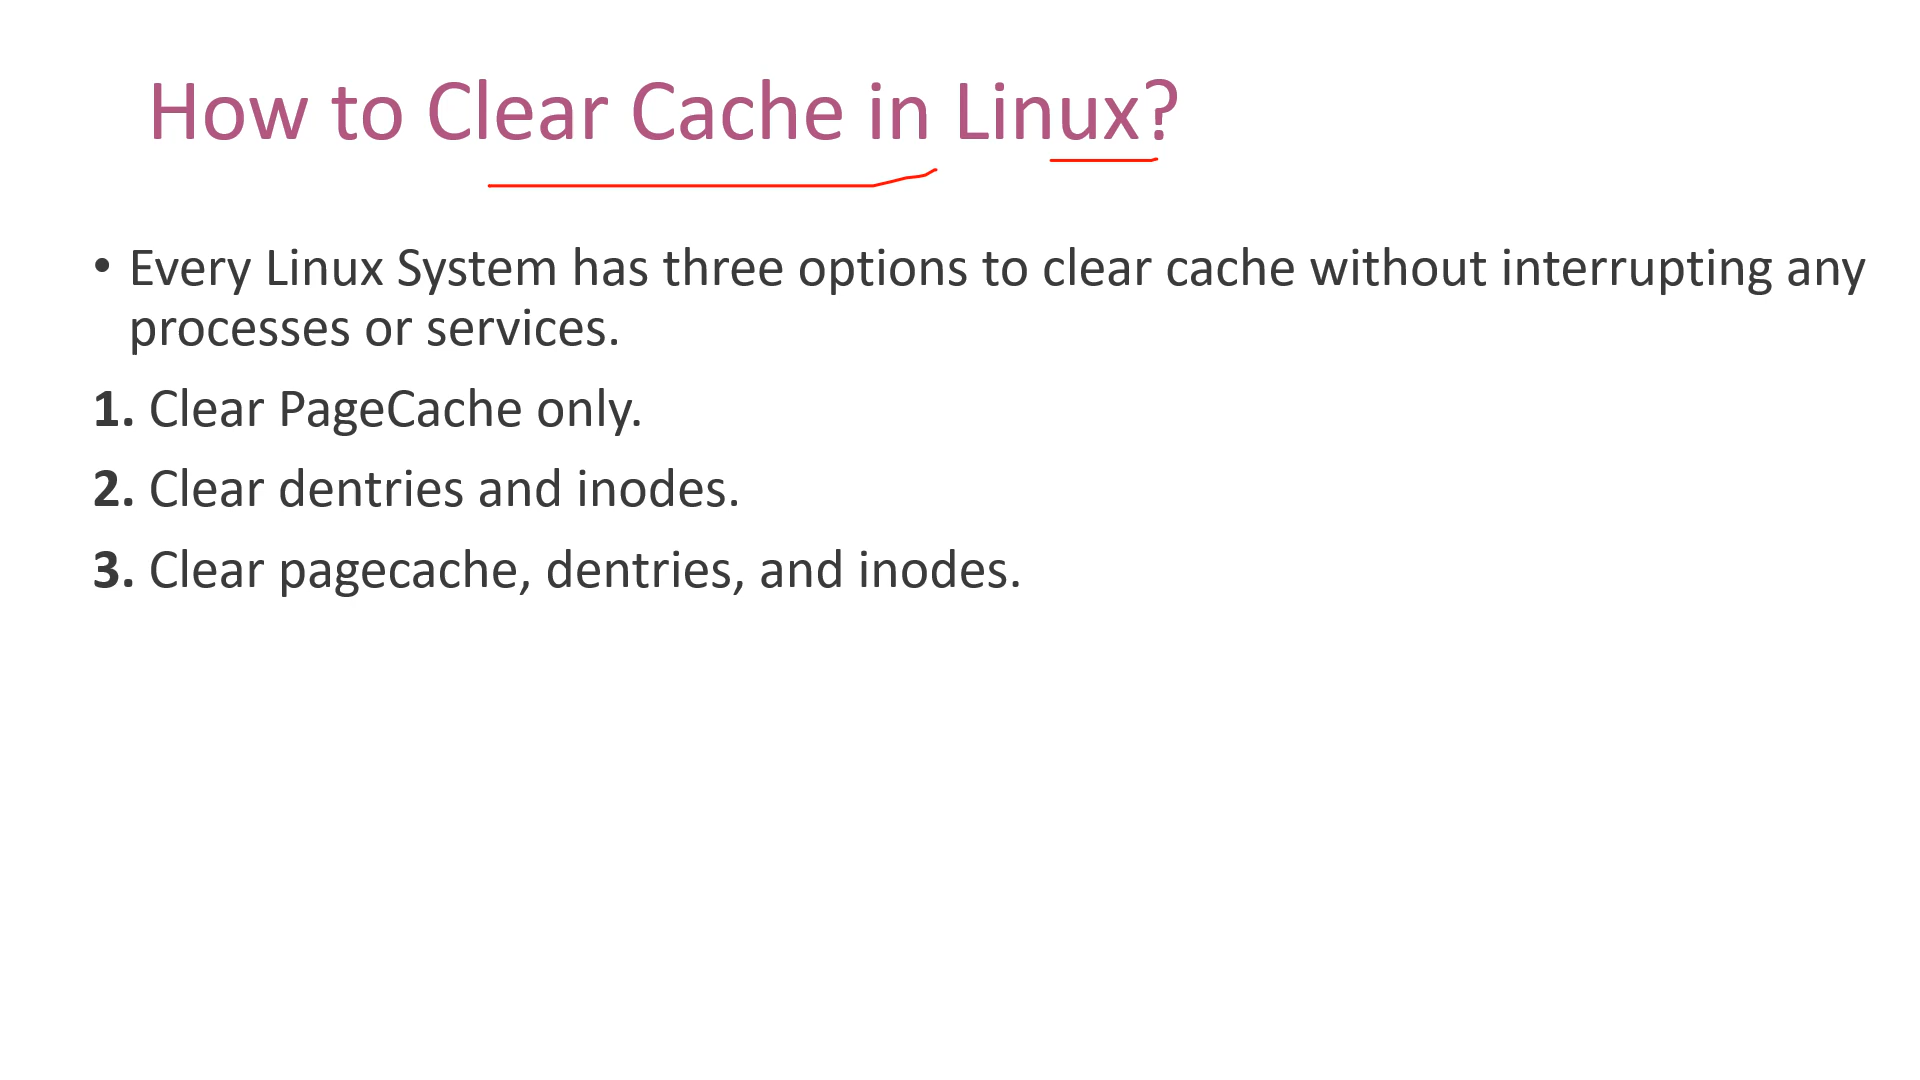 How to Clear Cache in Linux?
• Every Linux System has three options to clear cache without interrupting any
processes or services.
1. Clear PageCache only.
2. Clear dentries and inodes.
3. Clear pagecache, dentries, and inodes.